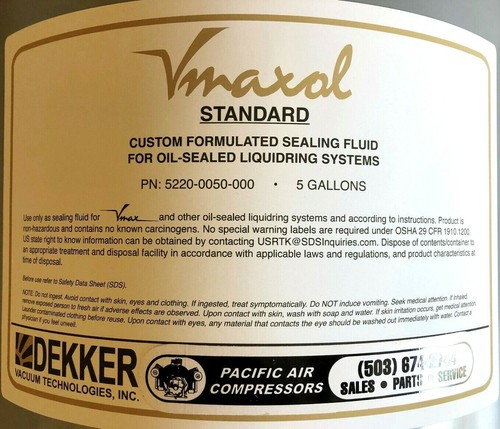 Vmaxol
STANDARD
CUSTOM FORMULATED SEALING FLUID
FOR OIL-SEALED LIQUIDRING SYSTEMS
PN: 5220-0050-000 • 5 GALLONS
Use only as sealing fluid for Vmax and other oil-sealed liquidring systems and according to instructions. Product is
non-hazardous and contains no known carcinogens. No special warning labels are required under OSHA 29 CFR 1910.1200.
US state right to know information can be obtained by contacting USRTK@SDSInquiries.com. Dispose of contents/container to
an appropriate treatment and disposal facility in accordance with applicable laws and regulations, and product characteristics at
time of disposal.
Before use refer to Safety Data Sheet (SDS).
NOTE: Do not ingest. Avoid contact with skin, eyes and clothing. If ingested, treat symptomatically. Do NOT induce vomiting. Seek medical attention. If inhaled,
remove exposed person to fresh air if adverse effects are observed. Upon contact with skin, wash with soap and water. If skin irritation occurs, get medical attention.
Launder contaminated clothing before reuse. Upon contact with eyes, any material that contacts the eye should be washed out immediately with water. Contact a
Physician if you feel unwell.
DEKKER
VACUUM TECHNOLOGIES, INC.
PACIFIC AIR
COMPRESSORS
(503) 674-
SALES • PARTS • SERVICE